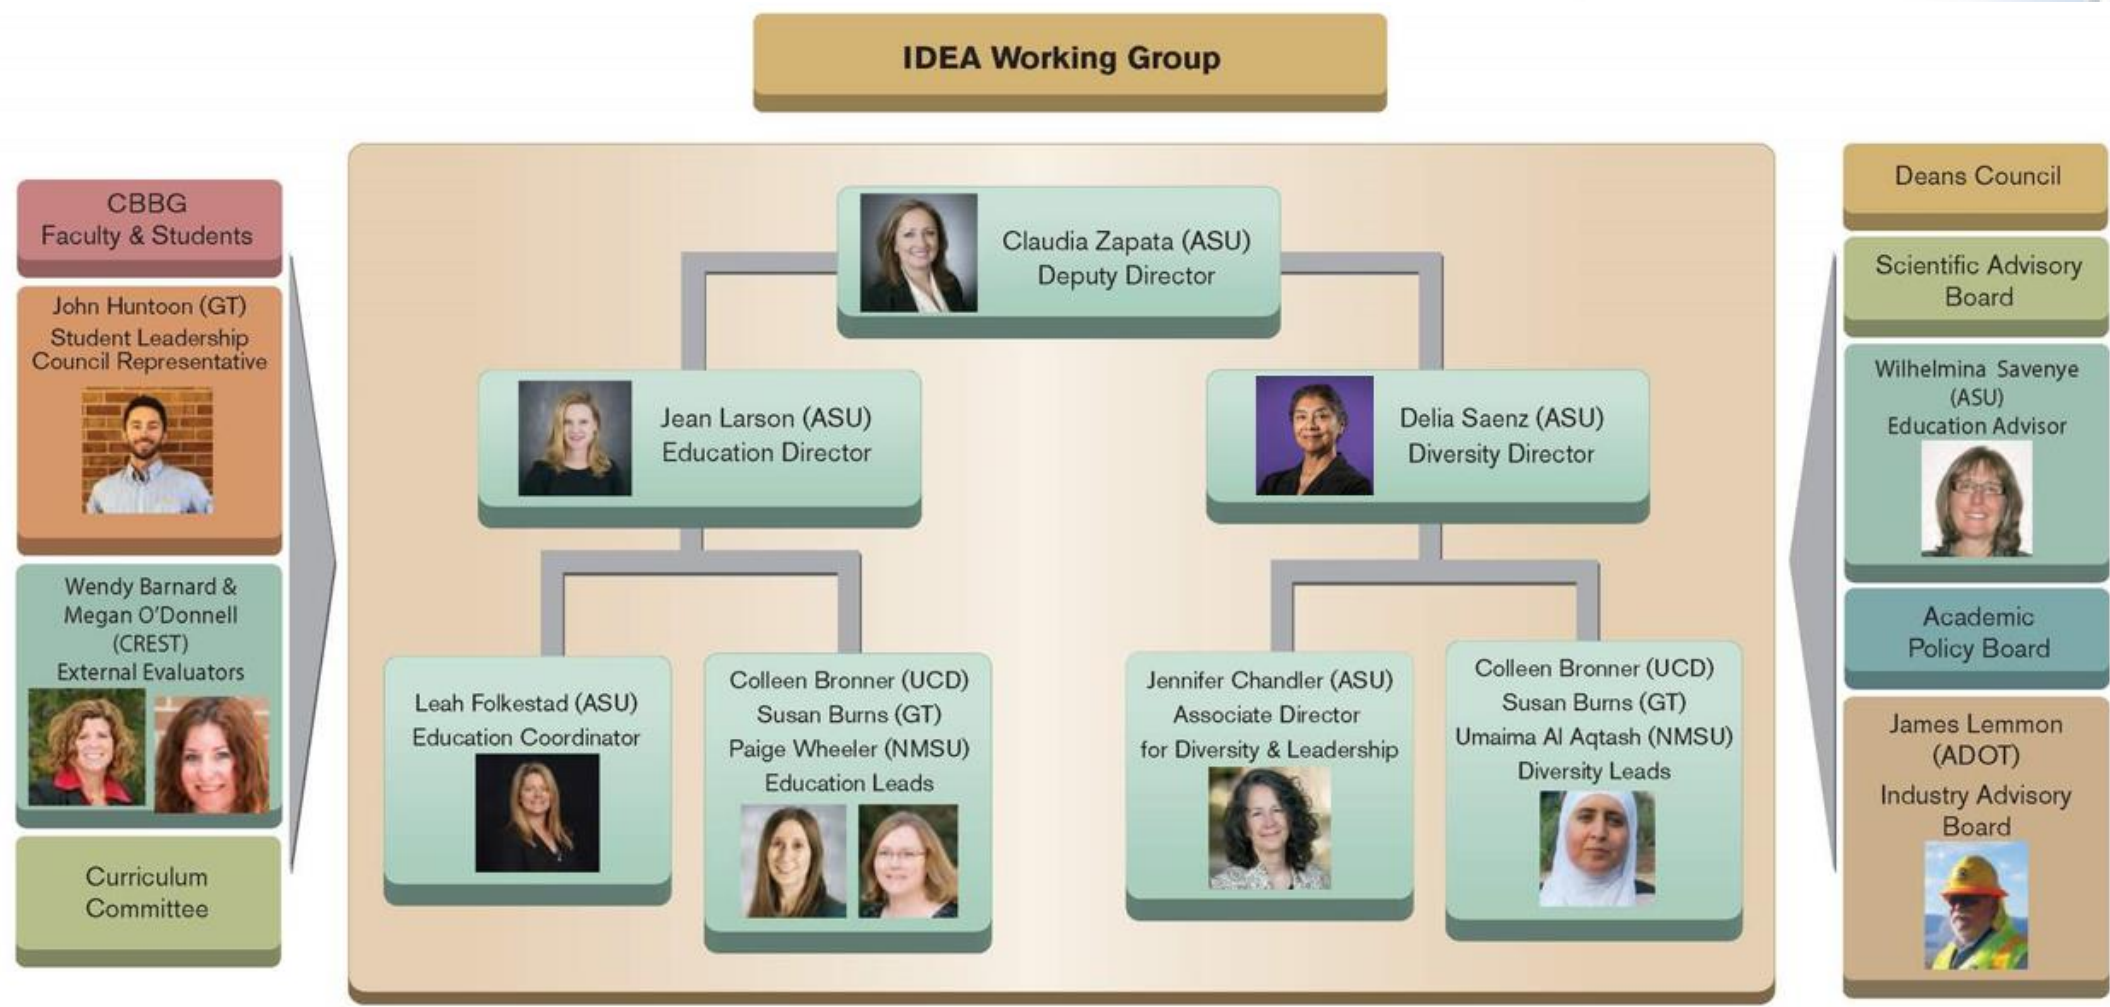 IDEA Working Group
CBBG
Faculty & Students
John Huntoon (GT)
Student Leadership
Council Representative
Wendy Barnard &
Megan O'Donnell
(CREST)
External Evaluators
Curriculum
Committee
Claudia Zapata (ASU)
Deputy Director
Jean Larson (ASU)
Education Director
Delia Saenz (ASU)
Diversity Director
Leah Folkestad (ASU)
Education Coordinator
Colleen Bronner (UCD)
Susan Burns (GT)
Paige Wheeler (NMSU)
Education Leads
Jennifer Chandler (ASU)
Associate Director
for Diversity & Leadership
Colleen Bronner (UCD)
Susan Burns (GT)
Umaima Al Aqtash (NMSU)
Diversity Leads
Deans Council
Scientific Advisory
Board
Wilhelmina Savenye
(ASU)
Education Advisor
Academic
Policy Board
James Lemmon
(ADOT)
Industry Advisory
Board